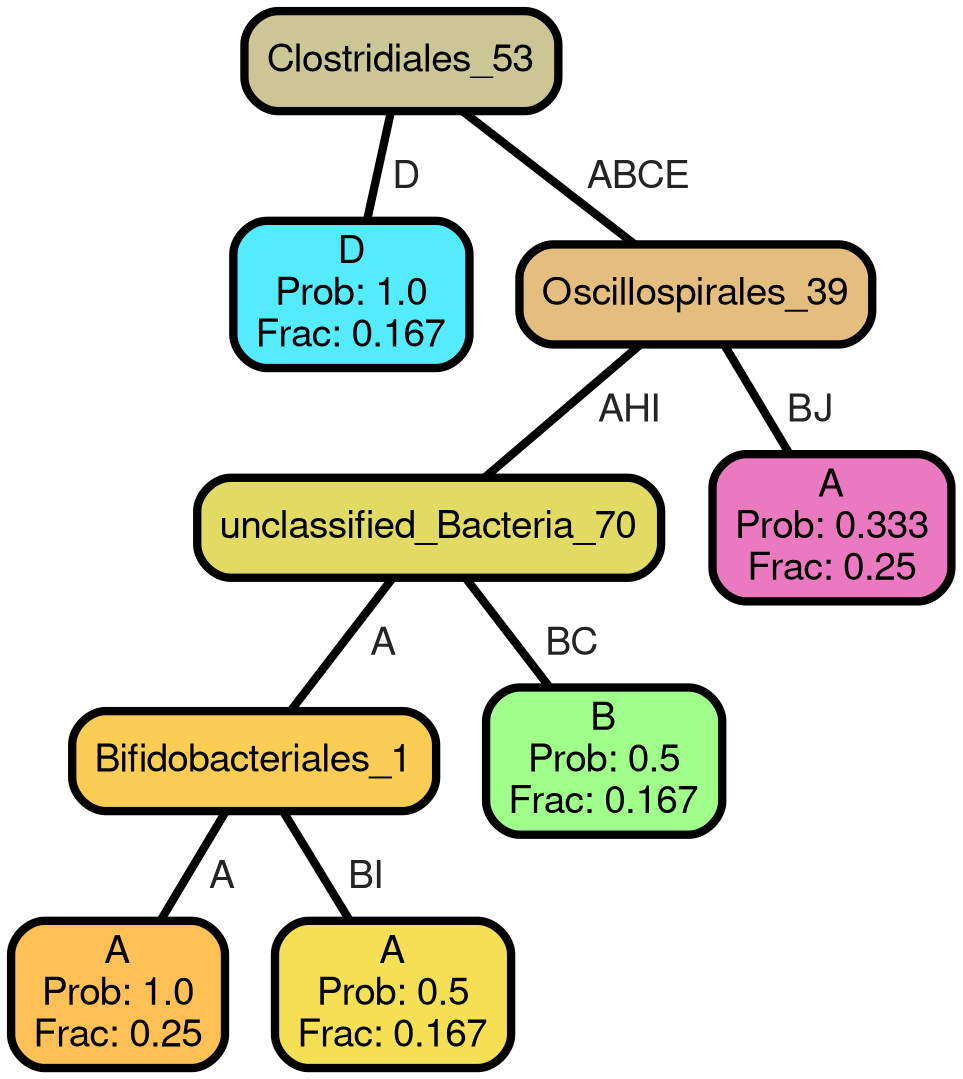 Clostridiales_53
D
ABCE
D
Prob: 1.0
Frac: 0.167
Oscillospirales_39
AHI
BJ
unclassified_Bacteria_70
A
Prob: 0.333
Frac: 0.25
A
BC
Bifidobacteriales_1
B
Prob: 0.5
Frac: 0.167
A
BI
A
Prob: 1.0
Frac: 0.25
A
Prob: 0.5
Frac: 0.167